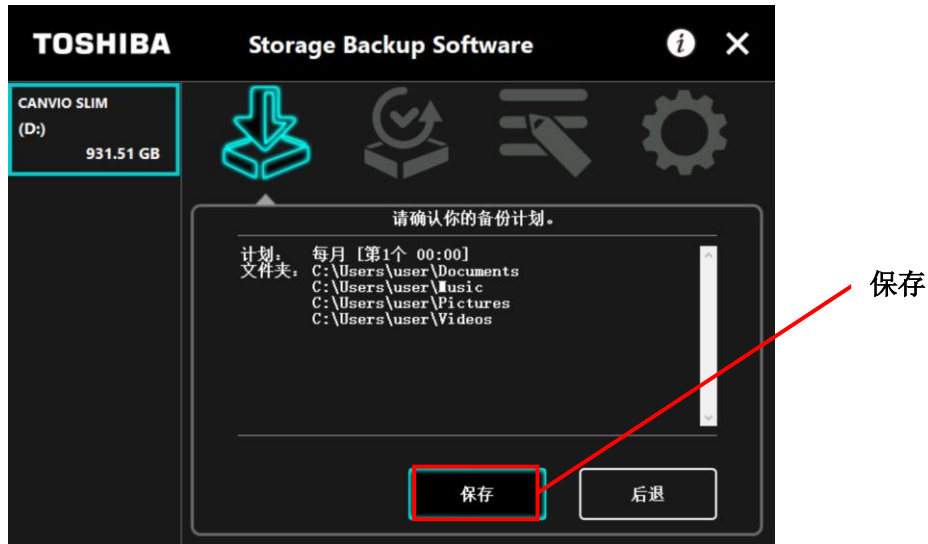 TOSHIBA
Storage Backup Software
i
CANVIO SLIM
(D:)
931.51 GB
请确认你的备份计划。
计划: 每月 [第1个 00:00]
文件夹: C:\Users\user\Documents
C:\Users\user\Music
C:\Users\user\Pictures
C:\Users\user\Videos
保存
保存
后退